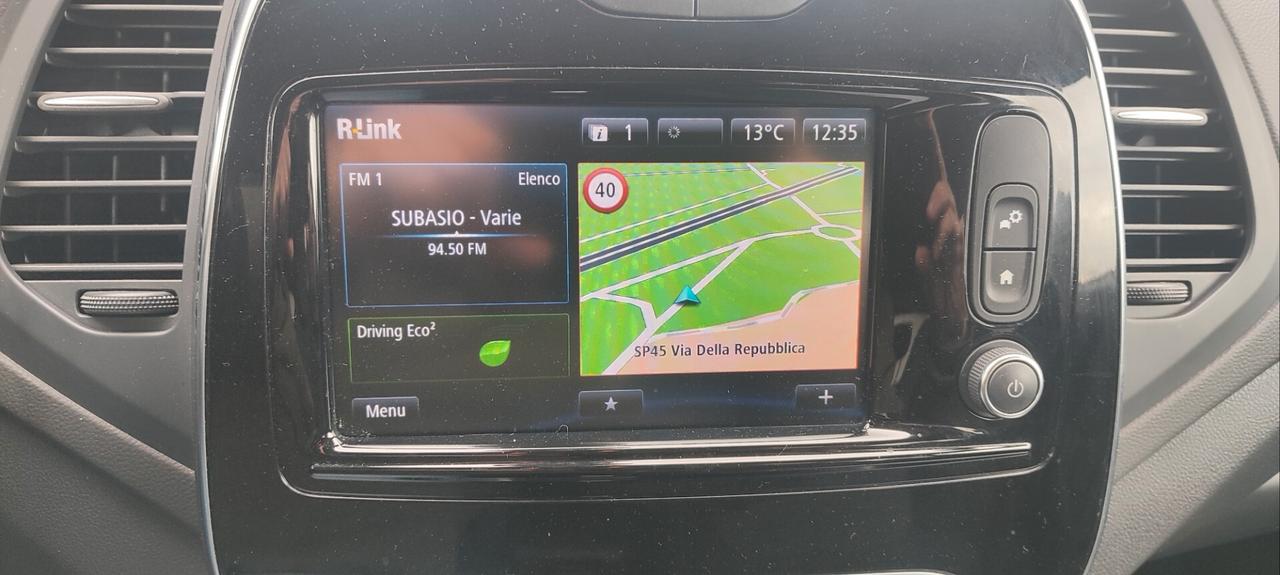 R-Link
1
13°C
12:35
FM 1
Elenco
SUBASIO - Varie
94.50 FM
40
Driving Eco²
SP45 Via Della Repubblica
Menu